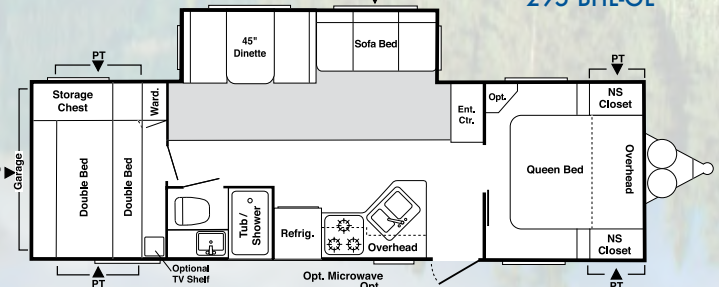 PT
45"
Dinette
Sofa Bed
PT
Storage
Chest
Ward.
Ent.
Ctr.
Opt.
NS
Closet
Garage
Double Bed
Double Bed
Queen Bed
Overhead
Tub /
Shower
Refrig.
Overhead
NS
Closet
Optional
TV Shelf
PT
Opt. Microwave
Opt.
PT